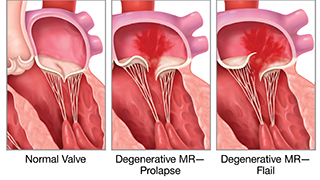 Normal Valve
Degenerative MR—
Prolapse
Degenerative MR—
Flail